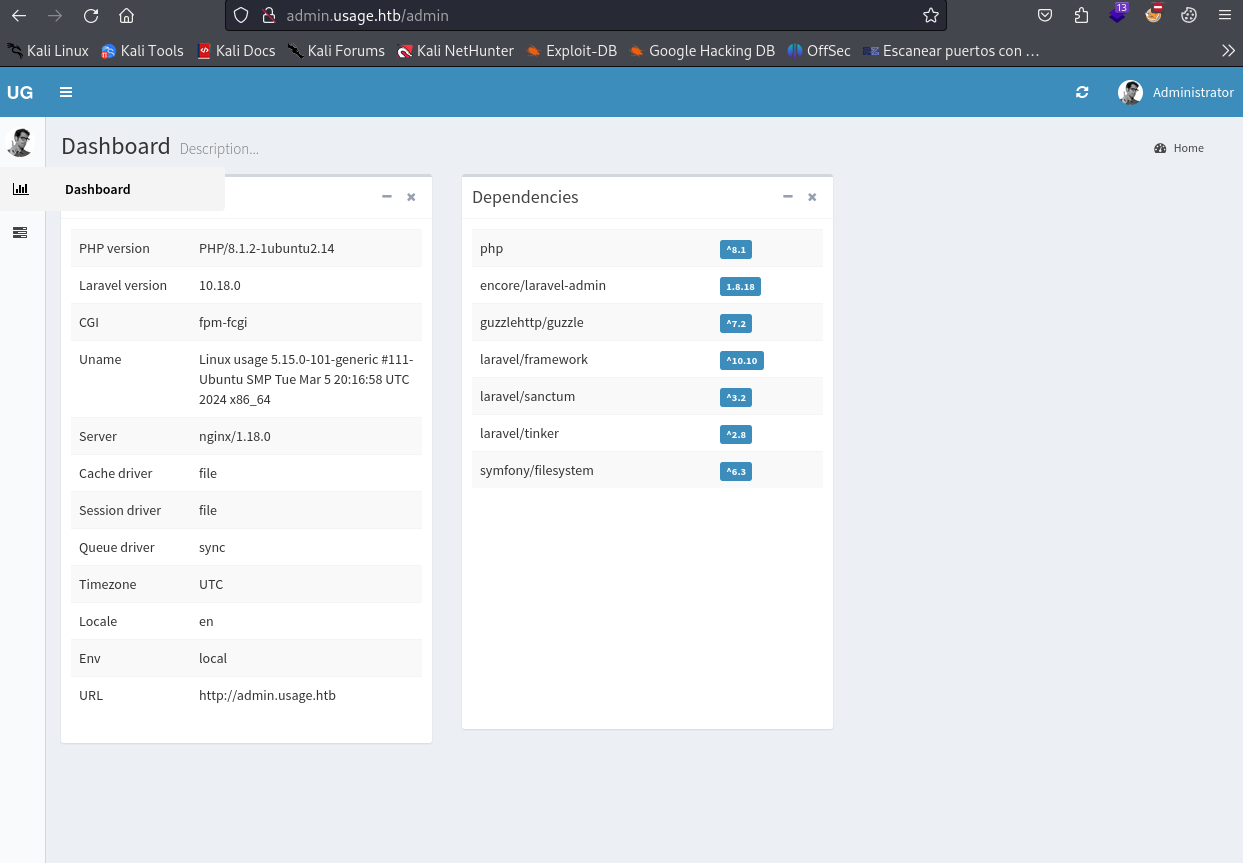 admin.usage.htb/admin
13
Kali Linux
Kali Tools
Kali Docs
Kali Forums
Kali NetHunter
Exploit-DB
Google Hacking DB
OffSec
Escanear puertos con …
UG
Administrator
Dashboard Description...
Home
Dashboard
PHP version PHP/8.1.2-1ubuntu2.14
Laravel version 10.18.0
CGI fpm-fcgi
Uname Linux usage 5.15.0-101-generic #111-
Ubuntu SMP Tue Mar 5 20:16:58 UTC
2024 x86_64
Server nginx/1.18.0
Cache driver file
Session driver file
Queue driver sync
Timezone UTC
Locale en
Env local
URL http://admin.usage.htb
Dependencies
php ^8.1
encore/laravel-admin 1.8.18
guzzlehttp/guzzle ^7.2
laravel/framework ^10.10
laravel/sanctum ^3.2
laravel/tinker ^2.8
symfony/filesystem ^6.3